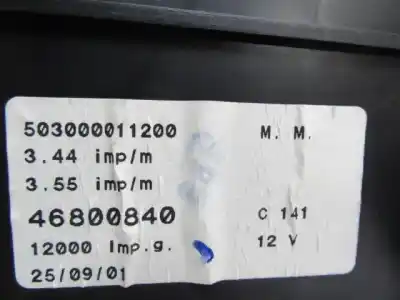 503000011200 M. M.
3.44 imp/m
3.55 imp/m
46800840 C 141
12000 Imp.g. 12 V
25/09/01